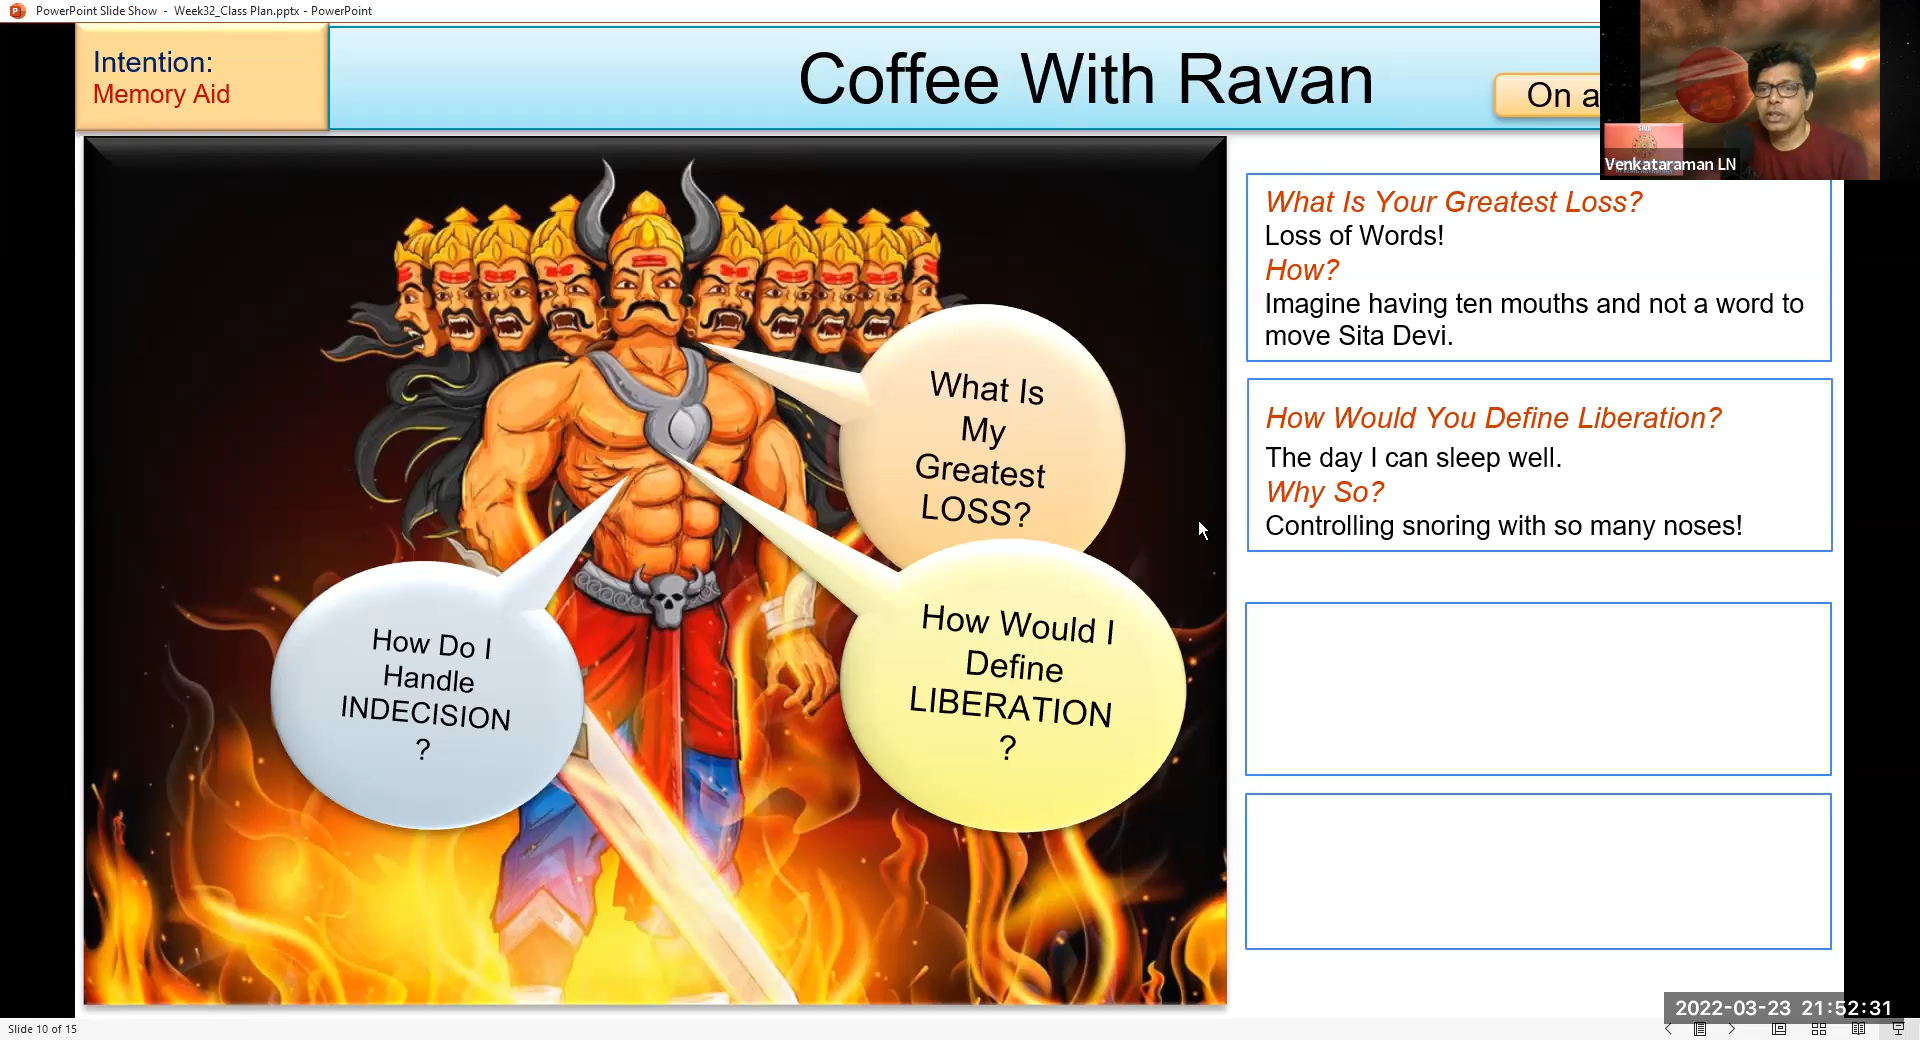 PowerPoint Slide Show - Week32_Class Plan.pptx - PowerPoint
Intention:
Memory Aid
Coffee With Ravan
On a
Venkataraman LN
What Is
My
Greatest
LOSS?
How Would I
Define
LIBERATION
?
How Do I
Handle
INDECISION
?
What Is Your Greatest Loss?
Loss of Words!
How?
Imagine having ten mouths and not a word to
move Sita Devi.
How Would You Define Liberation?
The day I can sleep well.
Why So?
Controlling snoring with so many noses!
2022-03-23 21:52:31
Slide 10 of 15